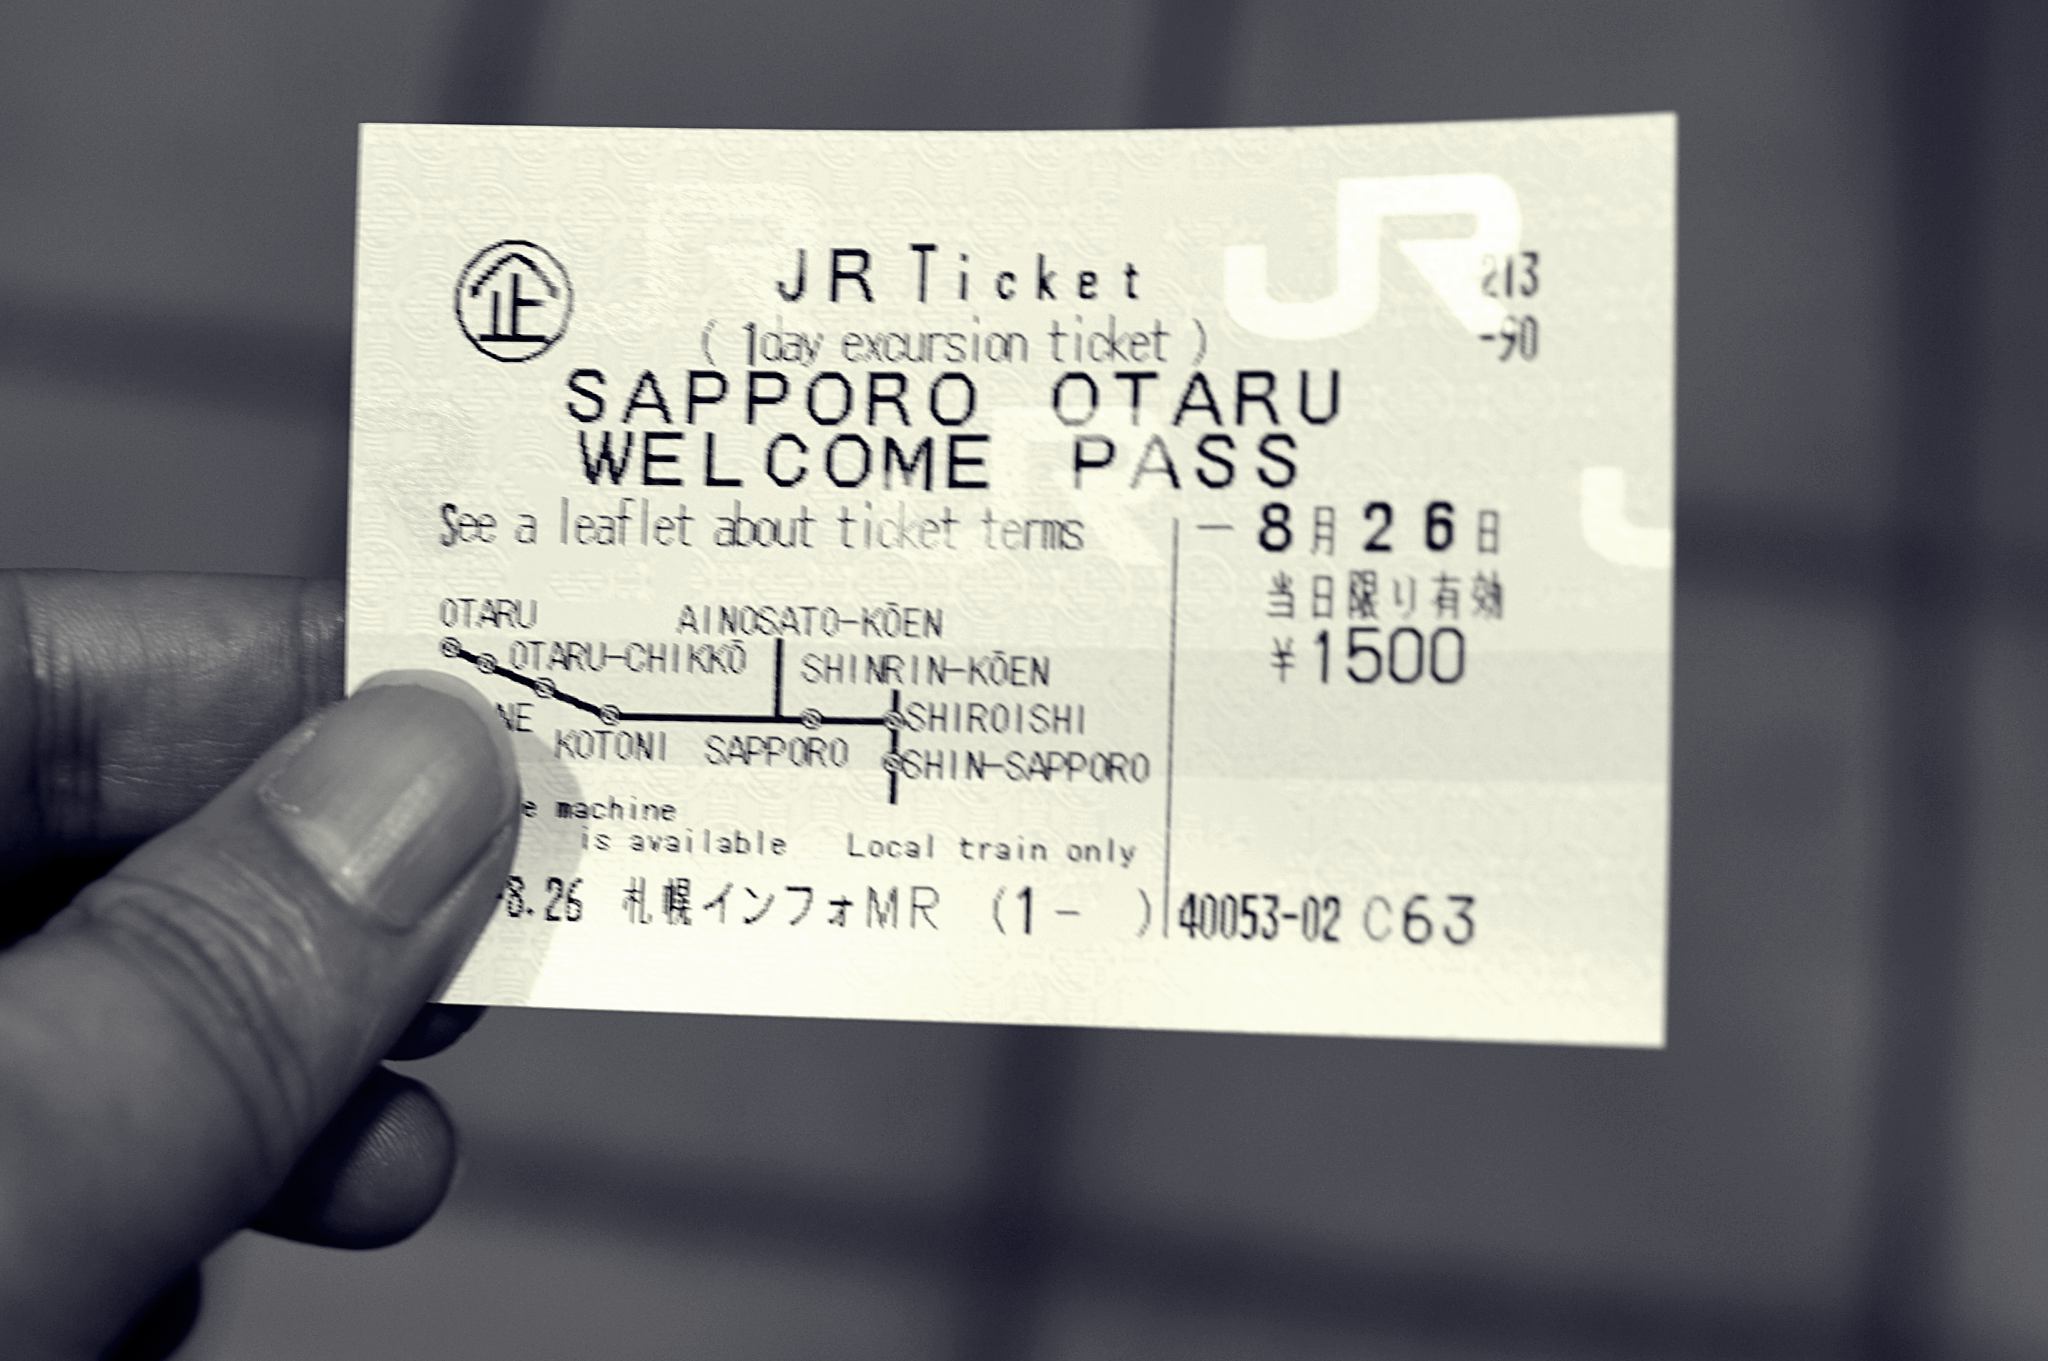 企 JR Ticket 213
(1day excursion ticket) -90
SAPPORO OTARU
WELCOME PASS
See a leaflet about ticket terms
- 8月26日
当日限り有効
¥1500
OTARU AINOSATO-KŌEN
OTARU-CHIKKŌ SHINRIN-KŌEN
NE SHIROISHI
KOTONI SAPPORO SHIN-SAPPORO
e machine
is available Local train only
8.26 札幌インフォMR (1- ) 40053-02 C63
JR
JR